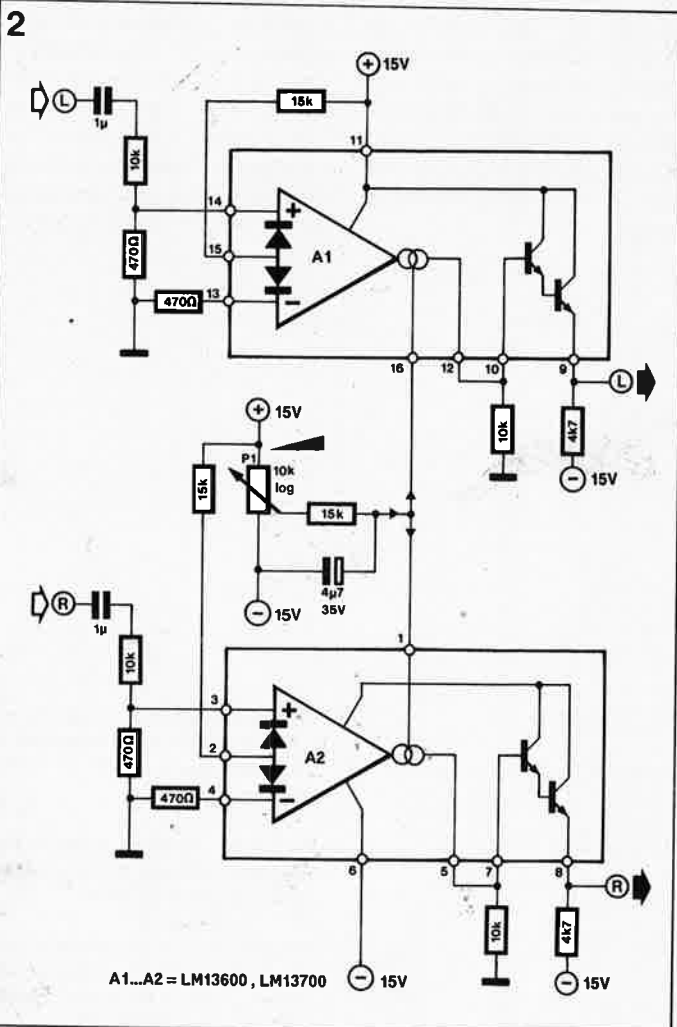 2
+ 15V
L
1µ
15k
10k
11
14
470Ω
15
A1
+
13
470Ω
−
16
12
10
9
L
+ 15V
10k
4k7
P1
10k
log
15k
15k
− 15V
4µ7
35V
− 15V
R
1µ
1
10k
3
+
470Ω
2
A2
4
470Ω
−
6
5
7
8
R
10k
4k7
A1...A2 = LM13600, LM13700
− 15V
− 15V